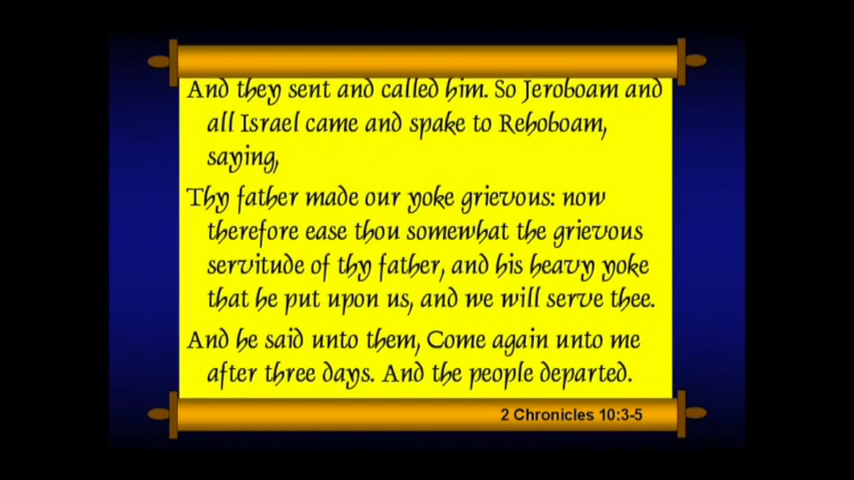 And they sent and called him. So Jeroboam and
all Israel came and spake to Rehoboam,
saying,
Thy father made our yoke grievous: now
therefore ease thou somewhat the grievous
servitude of thy father, and his heavy yoke
that he put upon us, and we will serve thee.
And he said unto them, Come again unto me
after three days. And the people departed.
2 Chronicles 10:3-5